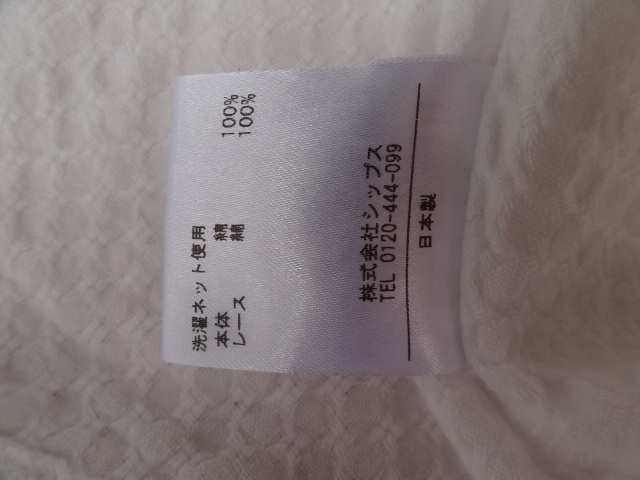 洗濯ネット使用
本体 綿 100%
レース 綿 100%
株式会社シップス
TEL 0120-444-099
日本製